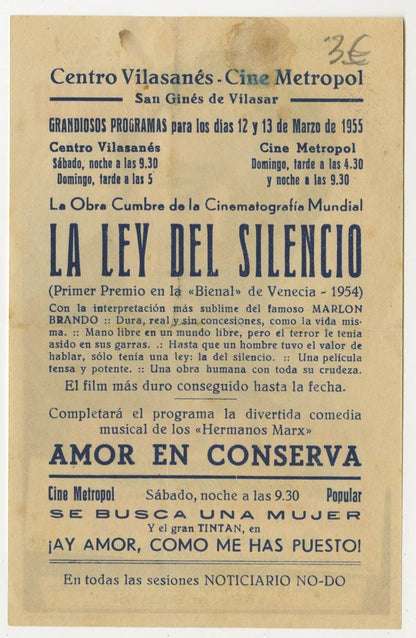 3€
Centro Vilasanés - Cine Metropol
San Ginés de Vilasar
GRANDIOSOS PROGRAMAS para los días 12 y 13 de Marzo de 1955
Centro Vilasanés
Sábado, noche a las 9.30
Domingo, tarde a las 5
Cine Metropol
Domingo, tarde a las 4.30
y noche a las 9.30
La Obra Cumbre de la Cinematografía Mundial
LA LEY DEL SILENCIO
(Primer Premio en la «Bienal» de Venecia - 1954)
Con la interpretación más sublime del famoso MARLON
BRANDO :: Dura, real y sin concesiones, como la vida mis-
ma. :: Mano libre en un mundo libre, pero el terror le tenía
asido en sus garras. .: Hasta que un hombre tuvo el valor de
hablar, sólo tenía una ley: la del silencio. :: Una película
tensa y potente. :: Una obra humana con toda su crudeza.
El film más duro conseguido hasta la fecha.
Completará el programa la divertida comedia
musical de los «Hermanos Marx»
AMOR EN CONSERVA
Cine Metropol Sábado, noche a las 9.30 Popular
SE BUSCA UNA MUJER
Y el gran TINTAN, en
¡AY AMOR, COMO ME HAS PUESTO!
En todas las sesiones NOTICIARIO NO-DO